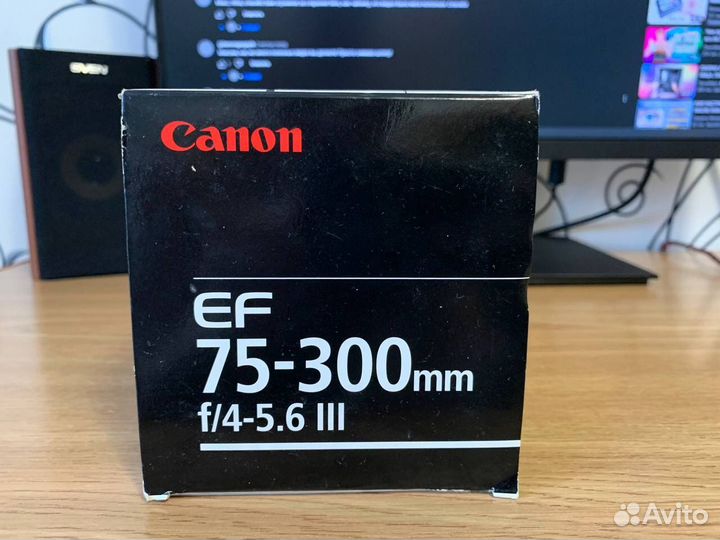 SVEN
Canon
EF
75-300mm
f/4-5.6 III
Avito